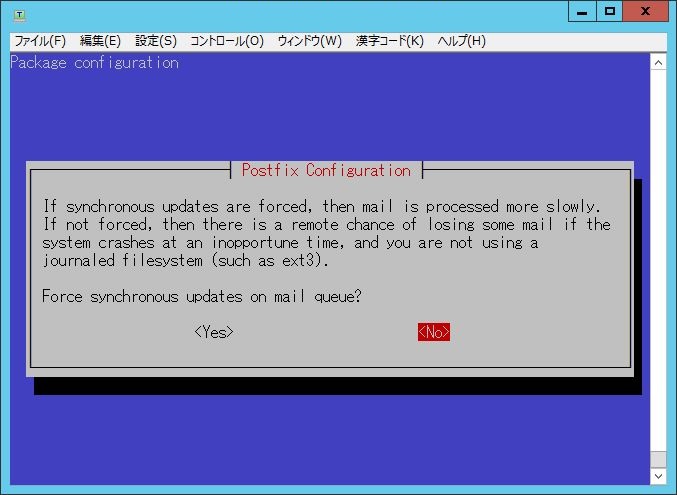 ファイル(F) 編集(E) 設定(S) コントロール(O) ウィンドウ(W) 漢字コード(K) ヘルプ(H)
Package configuration
Postfix Configuration
If synchronous updates are forced, then mail is processed more slowly.
If not forced, then there is a remote chance of losing some mail if the
system crashes at an inopportune time, and you are not using a
journaled filesystem (such as ext3).
Force synchronous updates on mail queue?
<Yes> <No>